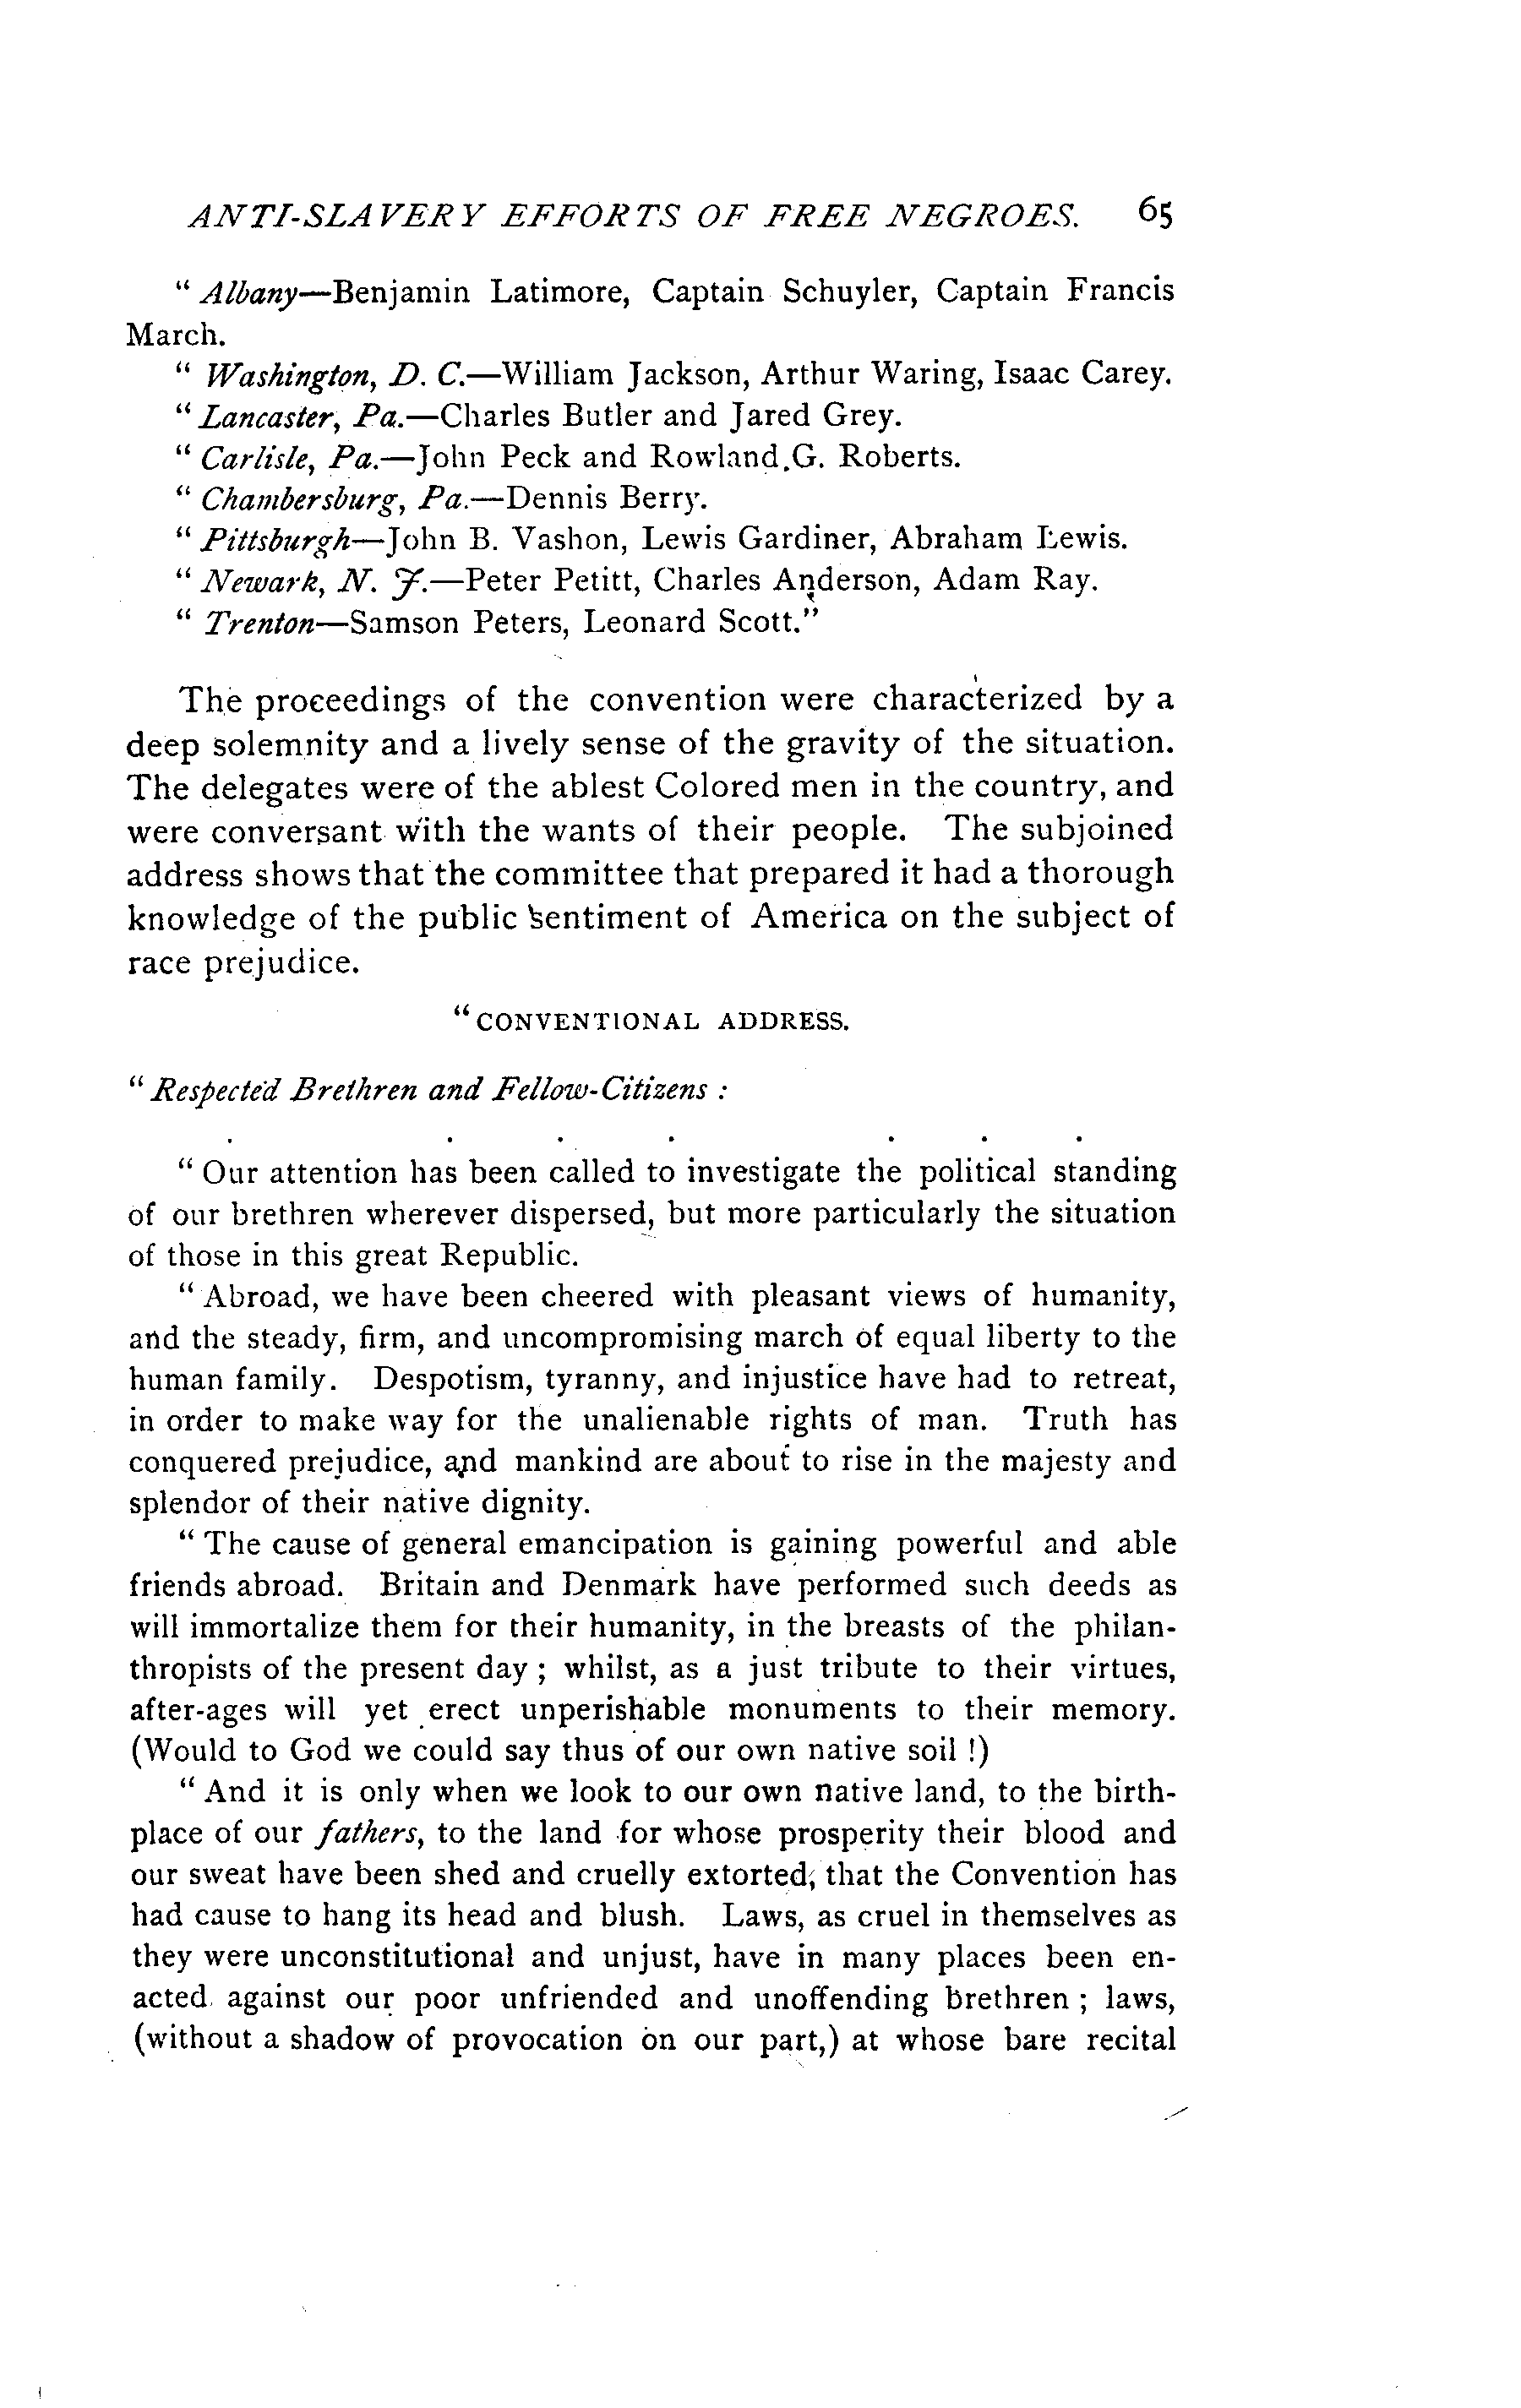 ANTI-SLAVERY EFFORTS OF FREE NEGROES. 65
" Albany—Benjamin Latimore, Captain Schuyler, Captain Francis
March.
" Washington, D. C.—William Jackson, Arthur Waring, Isaac Carey.
" Lancaster, Pa.—Charles Butler and Jared Grey.
" Carlisle, Pa.—John Peck and Rowland G. Roberts.
" Chambersburg, Pa.—Dennis Berry.
" Pittsburgh—John B. Vashon, Lewis Gardiner, Abraham Lewis.
" Newark, N. J.—Peter Petitt, Charles Anderson, Adam Ray.
" Trenton—Samson Peters, Leonard Scott."
The proceedings of the convention were characterized by a
deep solemnity and a lively sense of the gravity of the situation.
The delegates were of the ablest Colored men in the country, and
were conversant with the wants of their people. The subjoined
address shows that the committee that prepared it had a thorough
knowledge of the public sentiment of America on the subject of
race prejudice.
"CONVENTIONAL ADDRESS.
" Respected Brethren and Fellow-Citizens :
. . . . . . .
" Our attention has been called to investigate the political standing
of our brethren wherever dispersed, but more particularly the situation
of those in this great Republic.
" Abroad, we have been cheered with pleasant views of humanity,
and the steady, firm, and uncompromising march of equal liberty to the
human family. Despotism, tyranny, and injustice have had to retreat,
in order to make way for the unalienable rights of man. Truth has
conquered prejudice, and mankind are about to rise in the majesty and
splendor of their native dignity.
" The cause of general emancipation is gaining powerful and able
friends abroad. Britain and Denmark have performed such deeds as
will immortalize them for their humanity, in the breasts of the philan-
thropists of the present day ; whilst, as a just tribute to their virtues,
after-ages will yet erect unperishable monuments to their memory.
(Would to God we could say thus of our own native soil !)
" And it is only when we look to our own native land, to the birth-
place of our fathers, to the land for whose prosperity their blood and
our sweat have been shed and cruelly extorted, that the Convention has
had cause to hang its head and blush. Laws, as cruel in themselves as
they were unconstitutional and unjust, have in many places been en-
acted against our poor unfriended and unoffending brethren ; laws,
(without a shadow of provocation on our part,) at whose bare recital